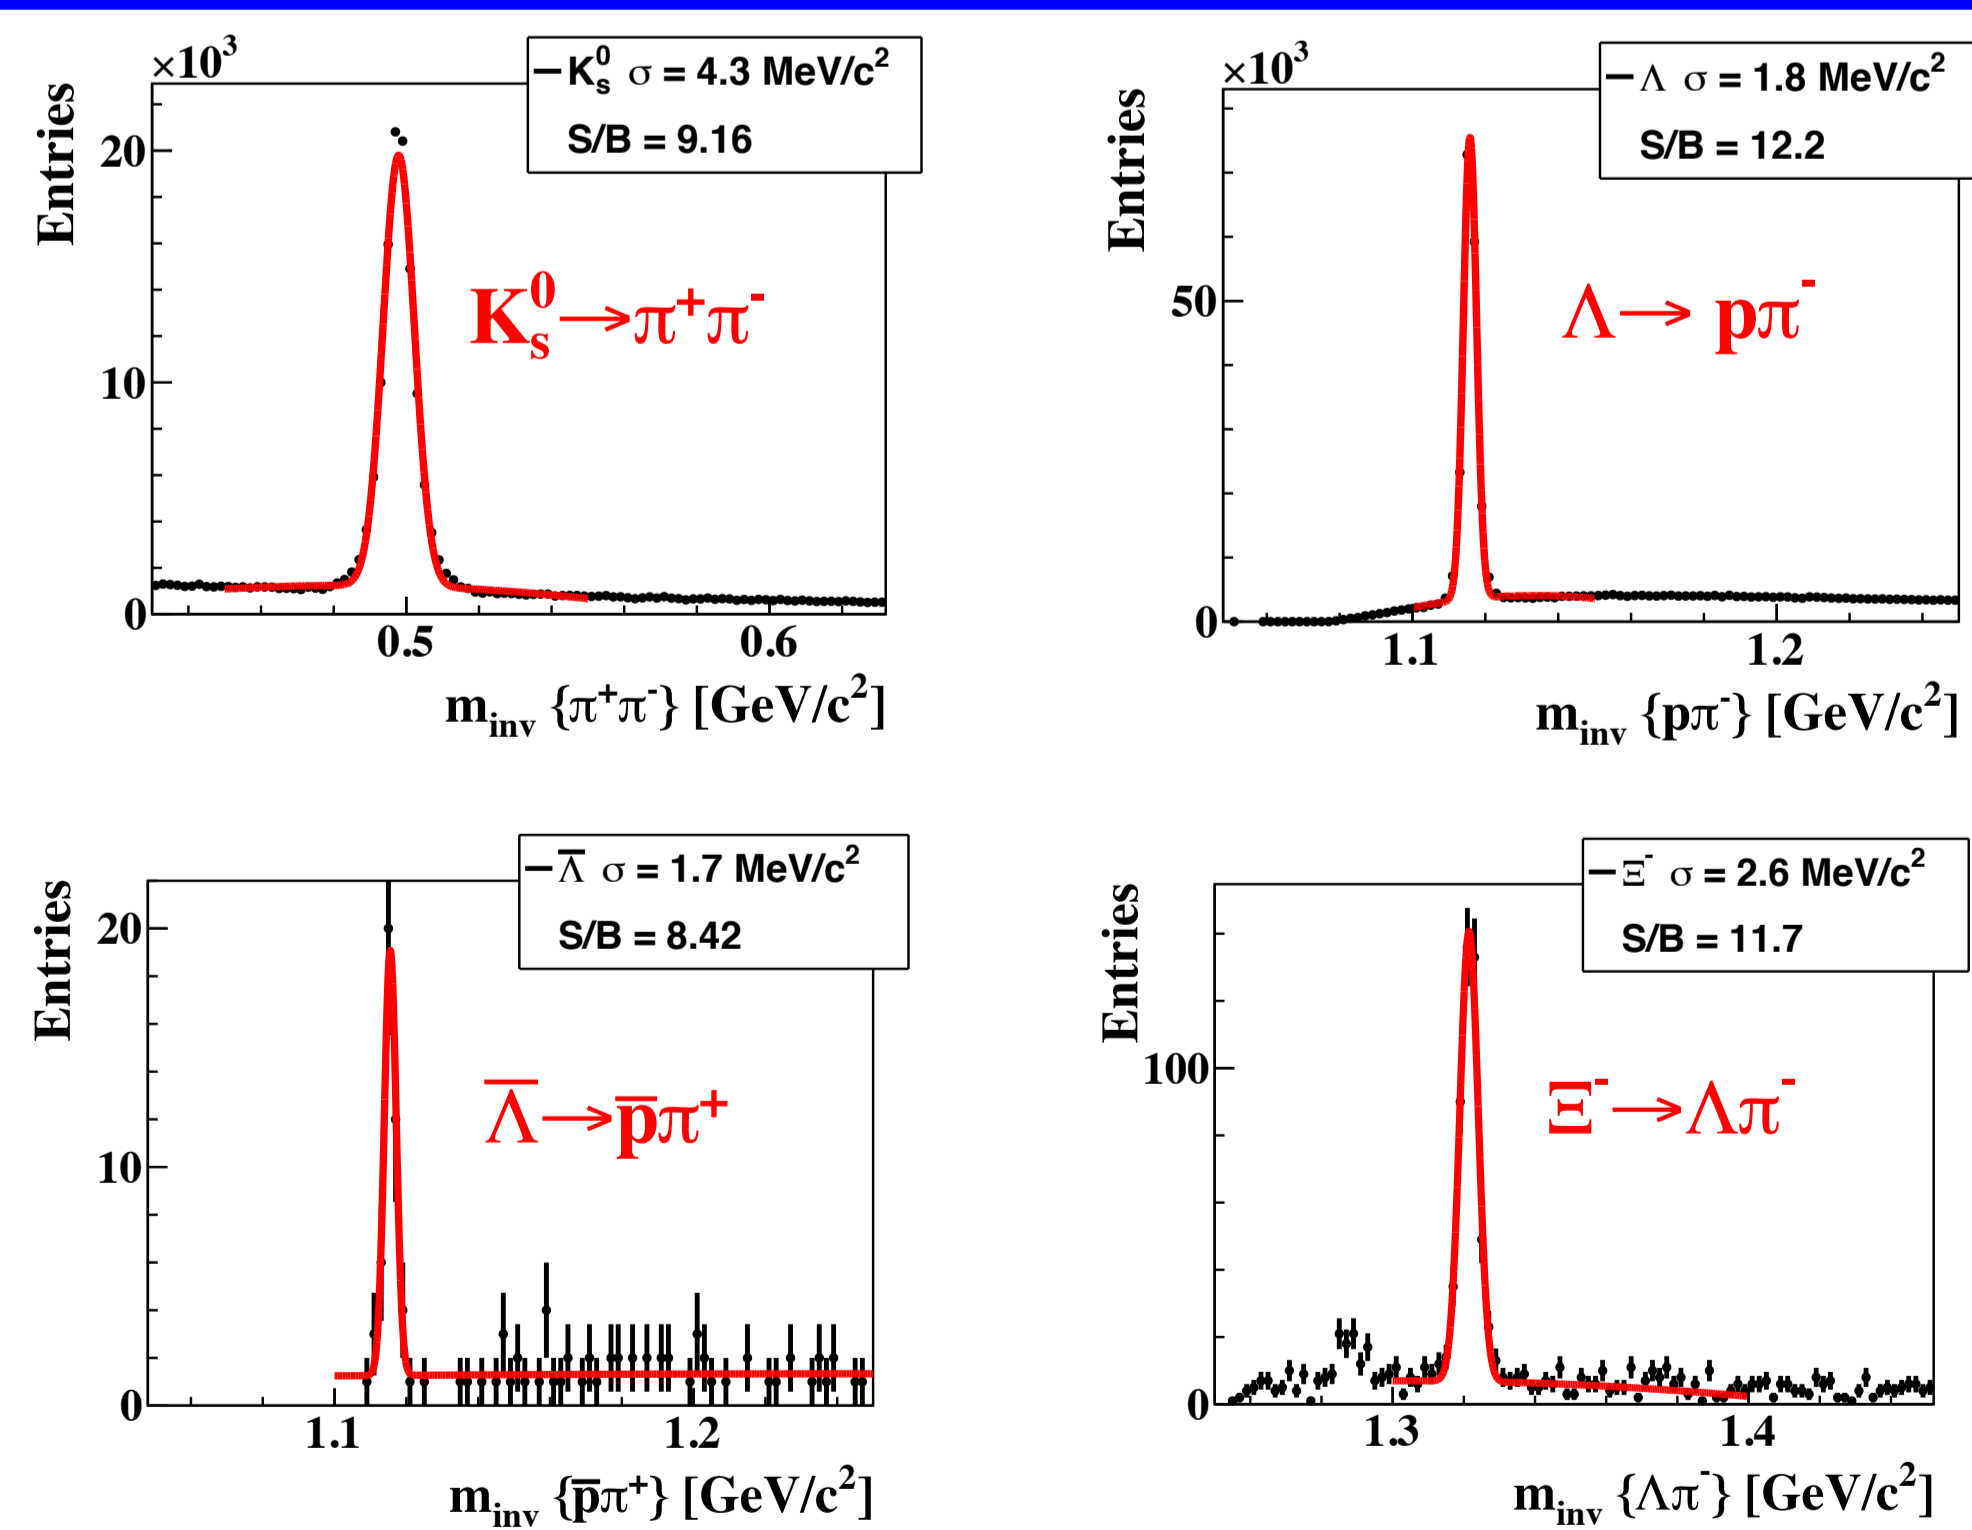 ×10³
Entries
— K⁰ₛ σ = 4.3 MeV/c²
S/B = 9.16
K⁰ₛ→π⁺π⁻
20
10
0
0.5 0.6
m_inv {π⁺π⁻} [GeV/c²]
×10³
Entries
— Λ σ = 1.8 MeV/c²
S/B = 12.2
Λ→ pπ⁻
50
0
1.1 1.2
m_inv {pπ⁻} [GeV/c²]
Entries
— Λ̅ σ = 1.7 MeV/c²
S/B = 8.42
Λ̅→p̅π⁺
20
10
0
1.1 1.2
m_inv {p̅π⁺} [GeV/c²]
Entries
— Ξ⁻ σ = 2.6 MeV/c²
S/B = 11.7
Ξ⁻→Λπ⁻
100
0
1.3 1.4
m_inv {Λπ⁻} [GeV/c²]